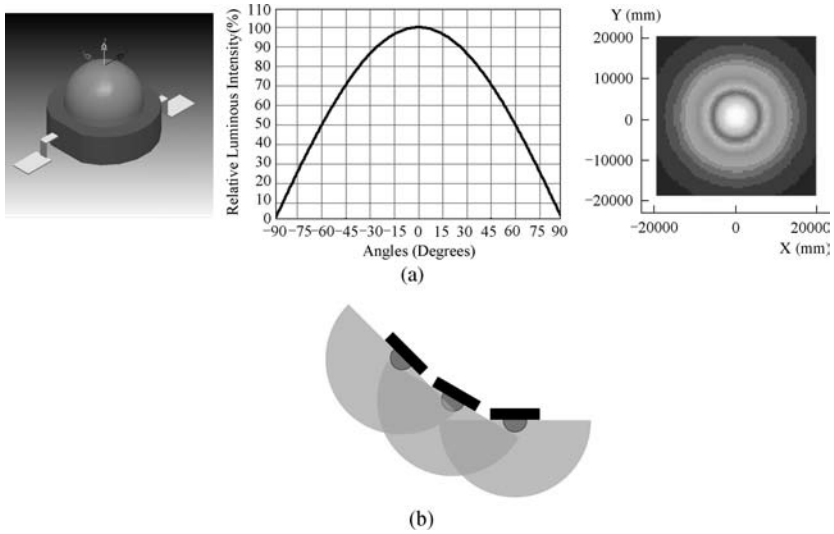 Relative Luminous Intensity(%)
110
100
90
80
70
60
50
40
30
20
10
0
−90 −75−60−45−30−15 0 15 30 45 60 75 90
Angles (Degrees)
Y (mm)
20000
10000
0
−10000
−20000
−20000 0 20000
X (mm)
(a)
(b)